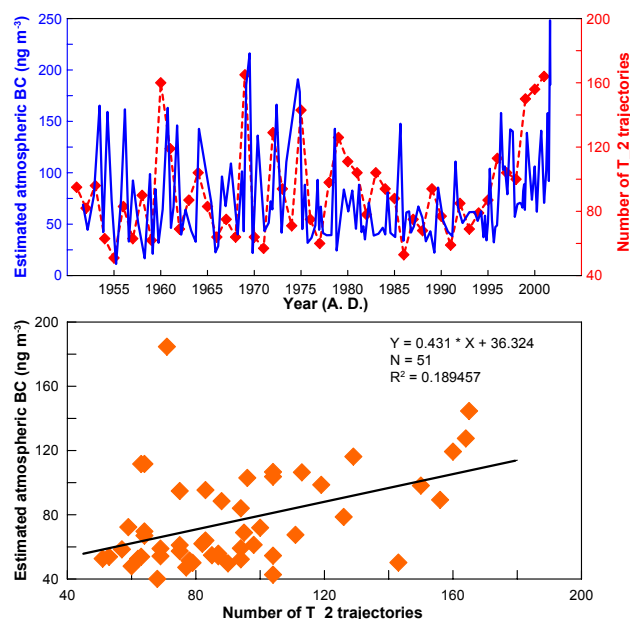 250
200
150
100
50
0
Estimated atmospheric BC (ng m-3)
200
160
120
80
40
Number of T_2 trajectories
1955 1960 1965 1970 1975 1980 1985 1990 1995 2000
Year (A. D.)
200
160
120
80
40
Estimated atmospheric BC (ng m-3)
Y = 0.431 * X + 36.324
N = 51
R2 = 0.189457
40 80 120 160 200
Number of T_2 trajectories